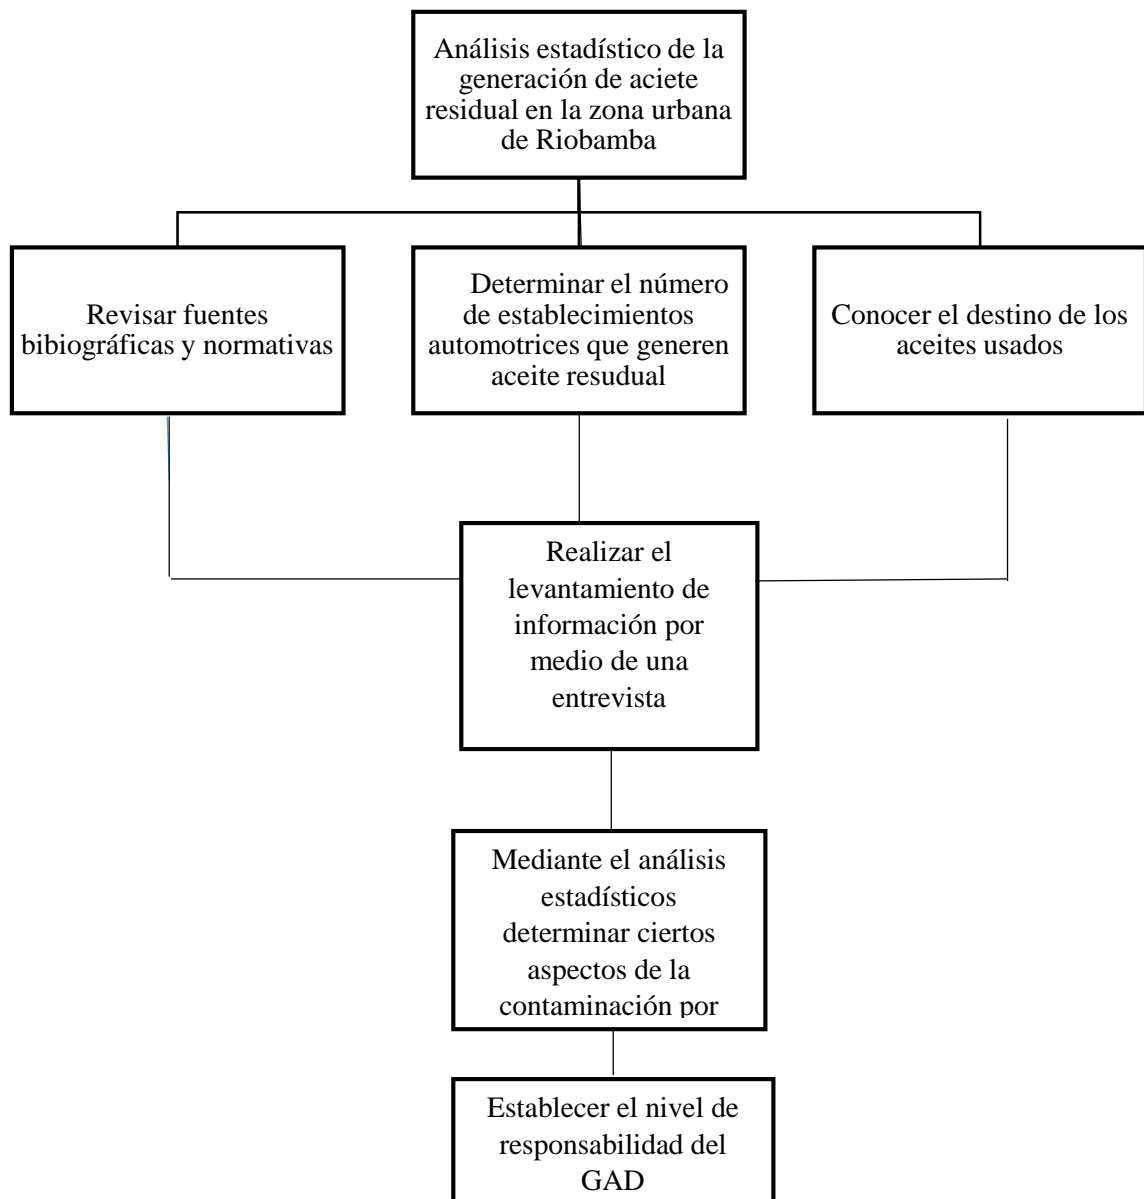 Análisis estadístico de la
generación de aciete
residual en la zona urbana
de Riobamba
Revisar fuentes
bibiográficas y normativas
Determinar el número
de establecimientos
automotrices que generen
aceite resudual
Conocer el destino de los
aceites usados
Realizar el
levantamiento de
información por
medio de una
entrevista
Mediante el análisis
estadísticos
determinar ciertos
aspectos de la
contaminación por
Establecer el nivel de
responsabilidad del
GAD